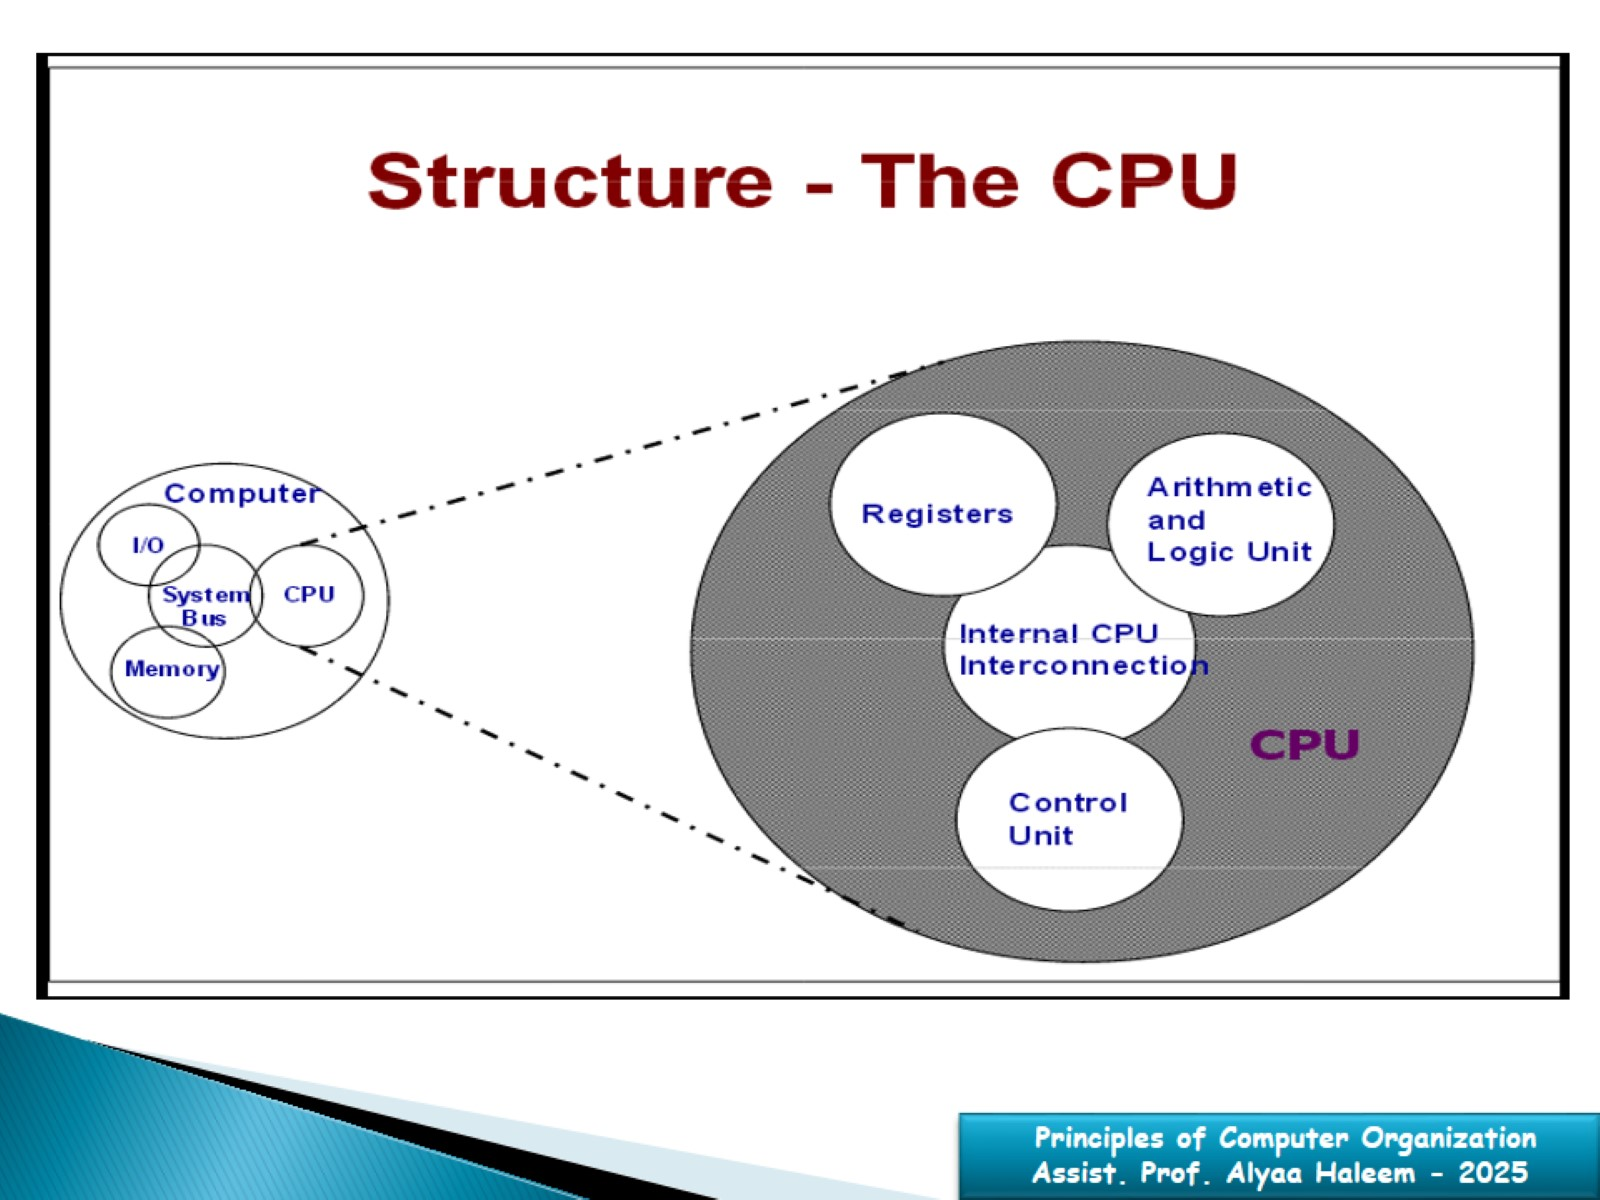 Structure - The CPU
Computer
I/O
System
Bus
CPU
Memory
Registers
Arithmetic
and
Logic Unit
Internal CPU
Interconnection
CPU
Control
Unit
Principles of Computer Organization
Assist. Prof. Alyaa Haleem - 2025